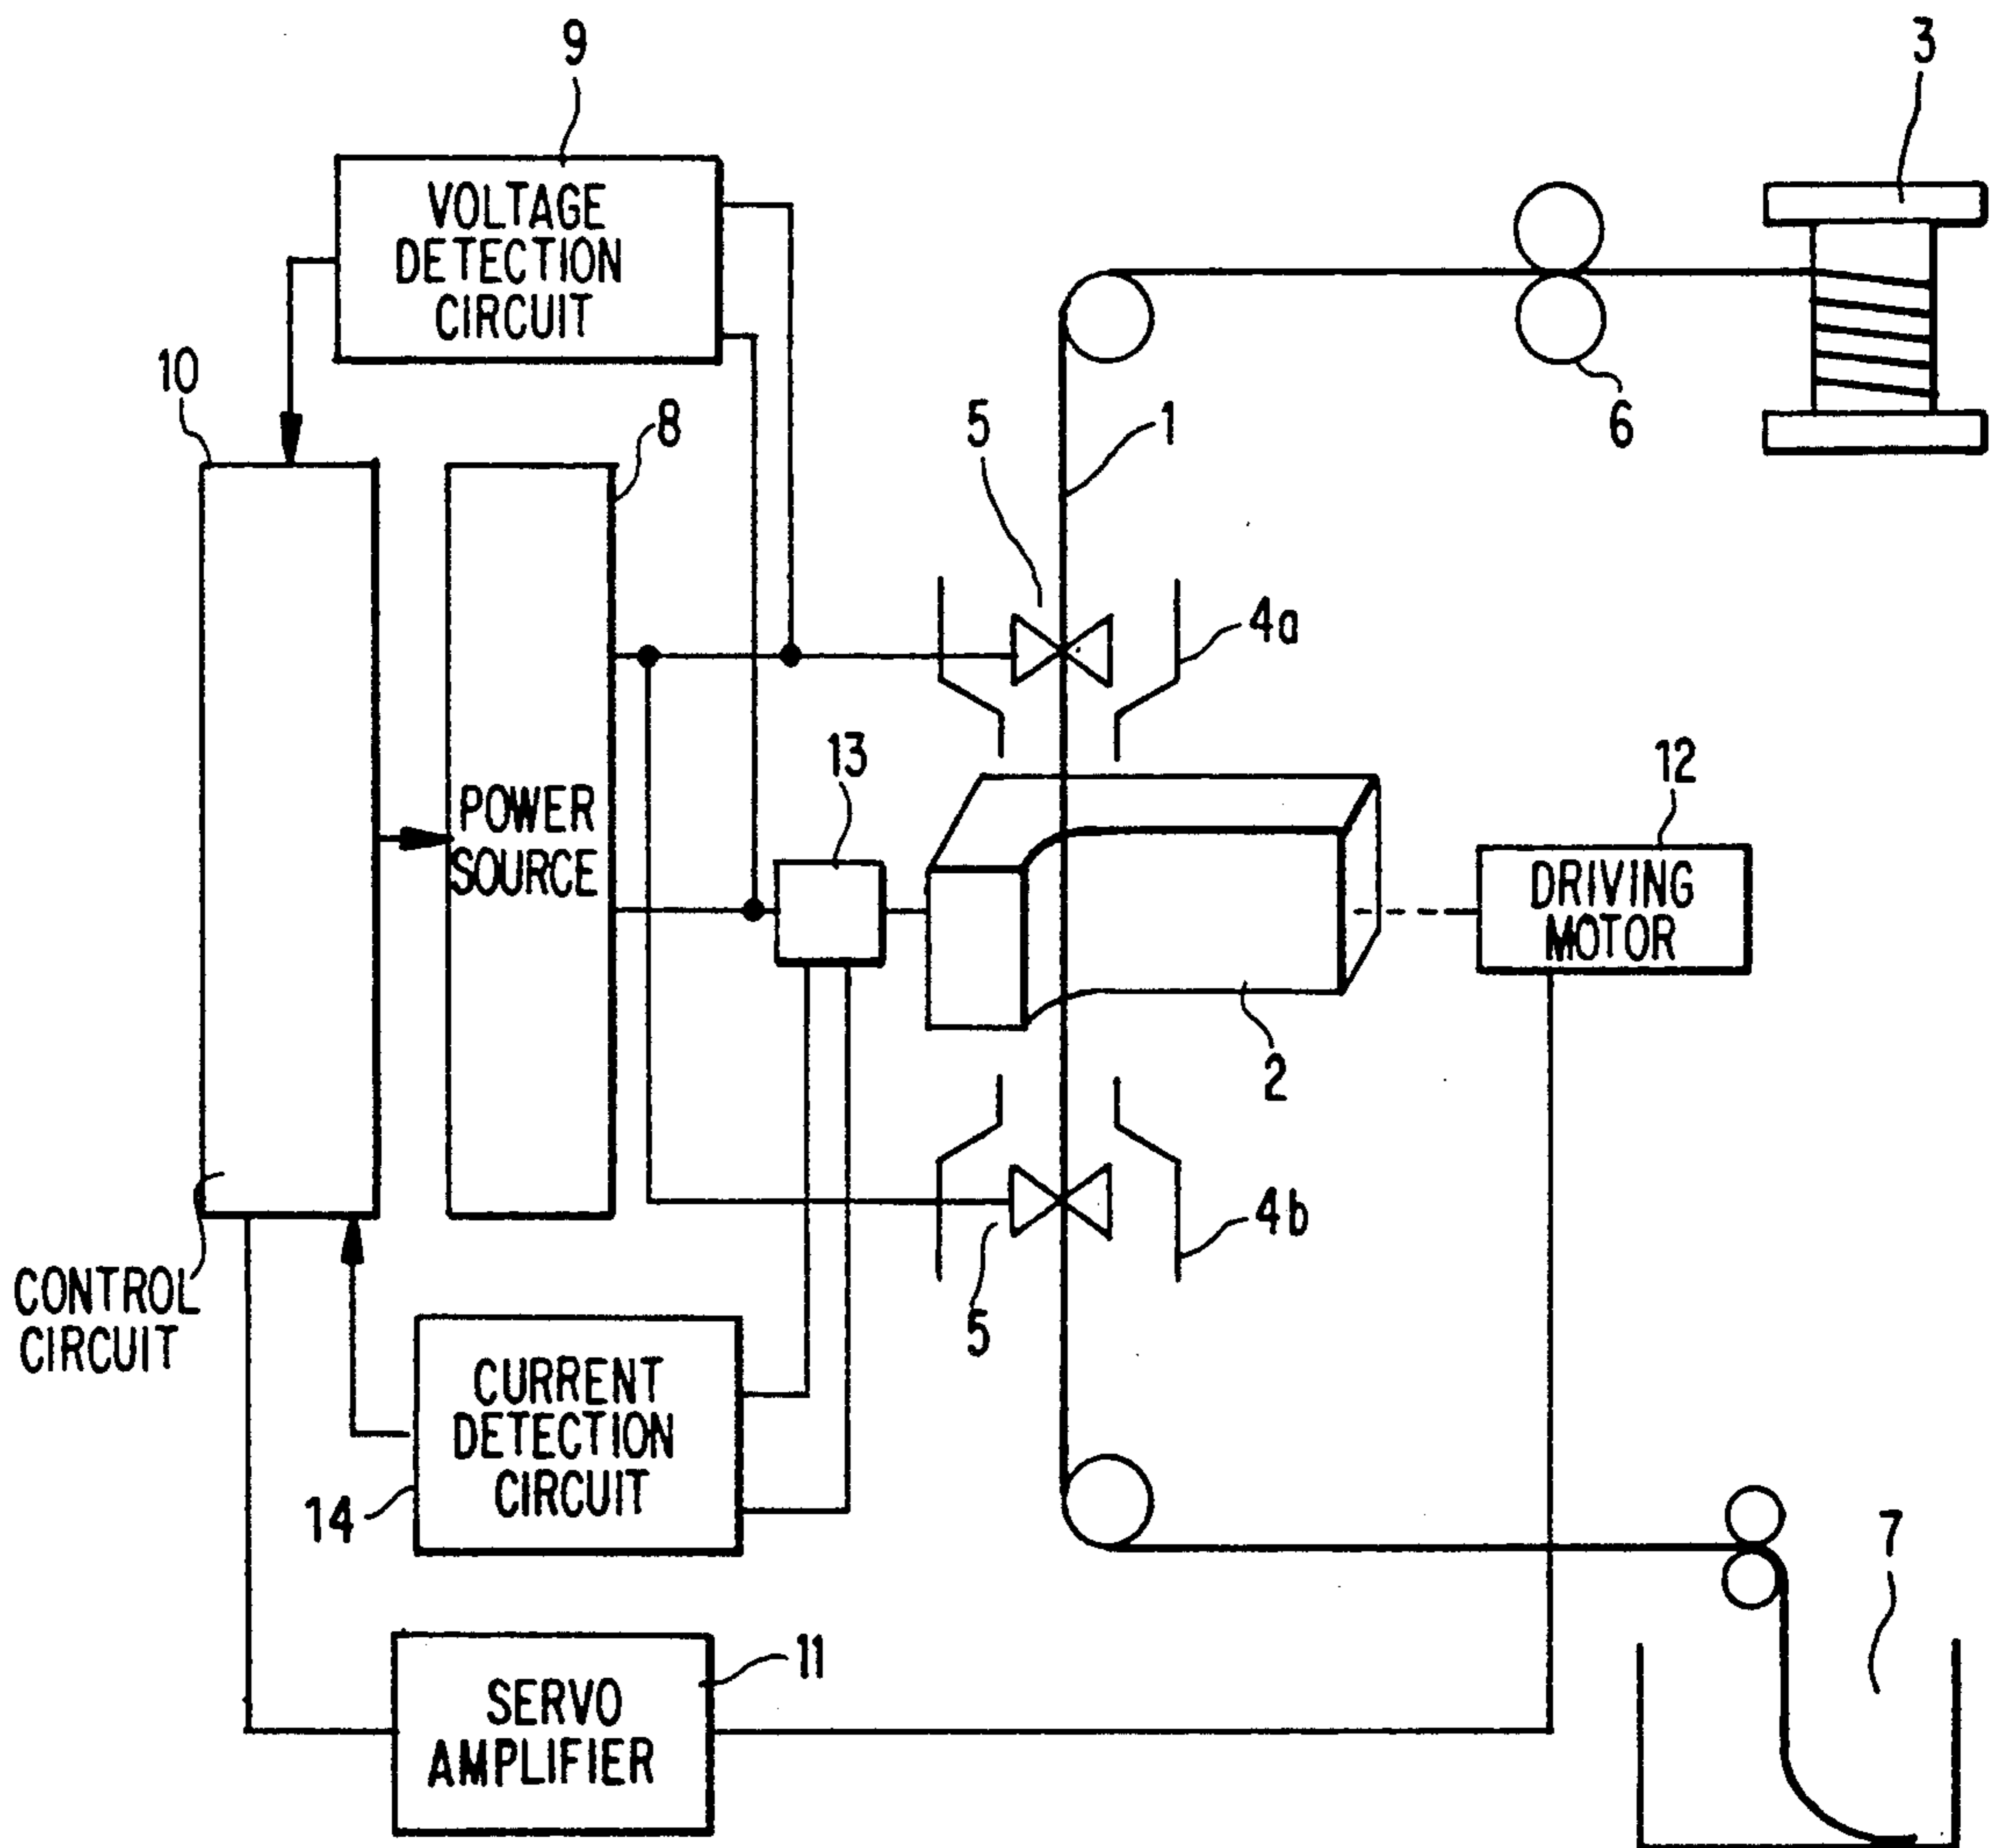 9
3
VOLTAGE
DETECTION
CIRCUIT
10
8
5
1
6
4a
13
12
POWER
SOURCE
DRIVING
MOTOR
2
4b
5
CONTROL
CIRCUIT
CURRENT
DETECTION
CIRCUIT
14
7
11
SERVO
AMPLIFIER